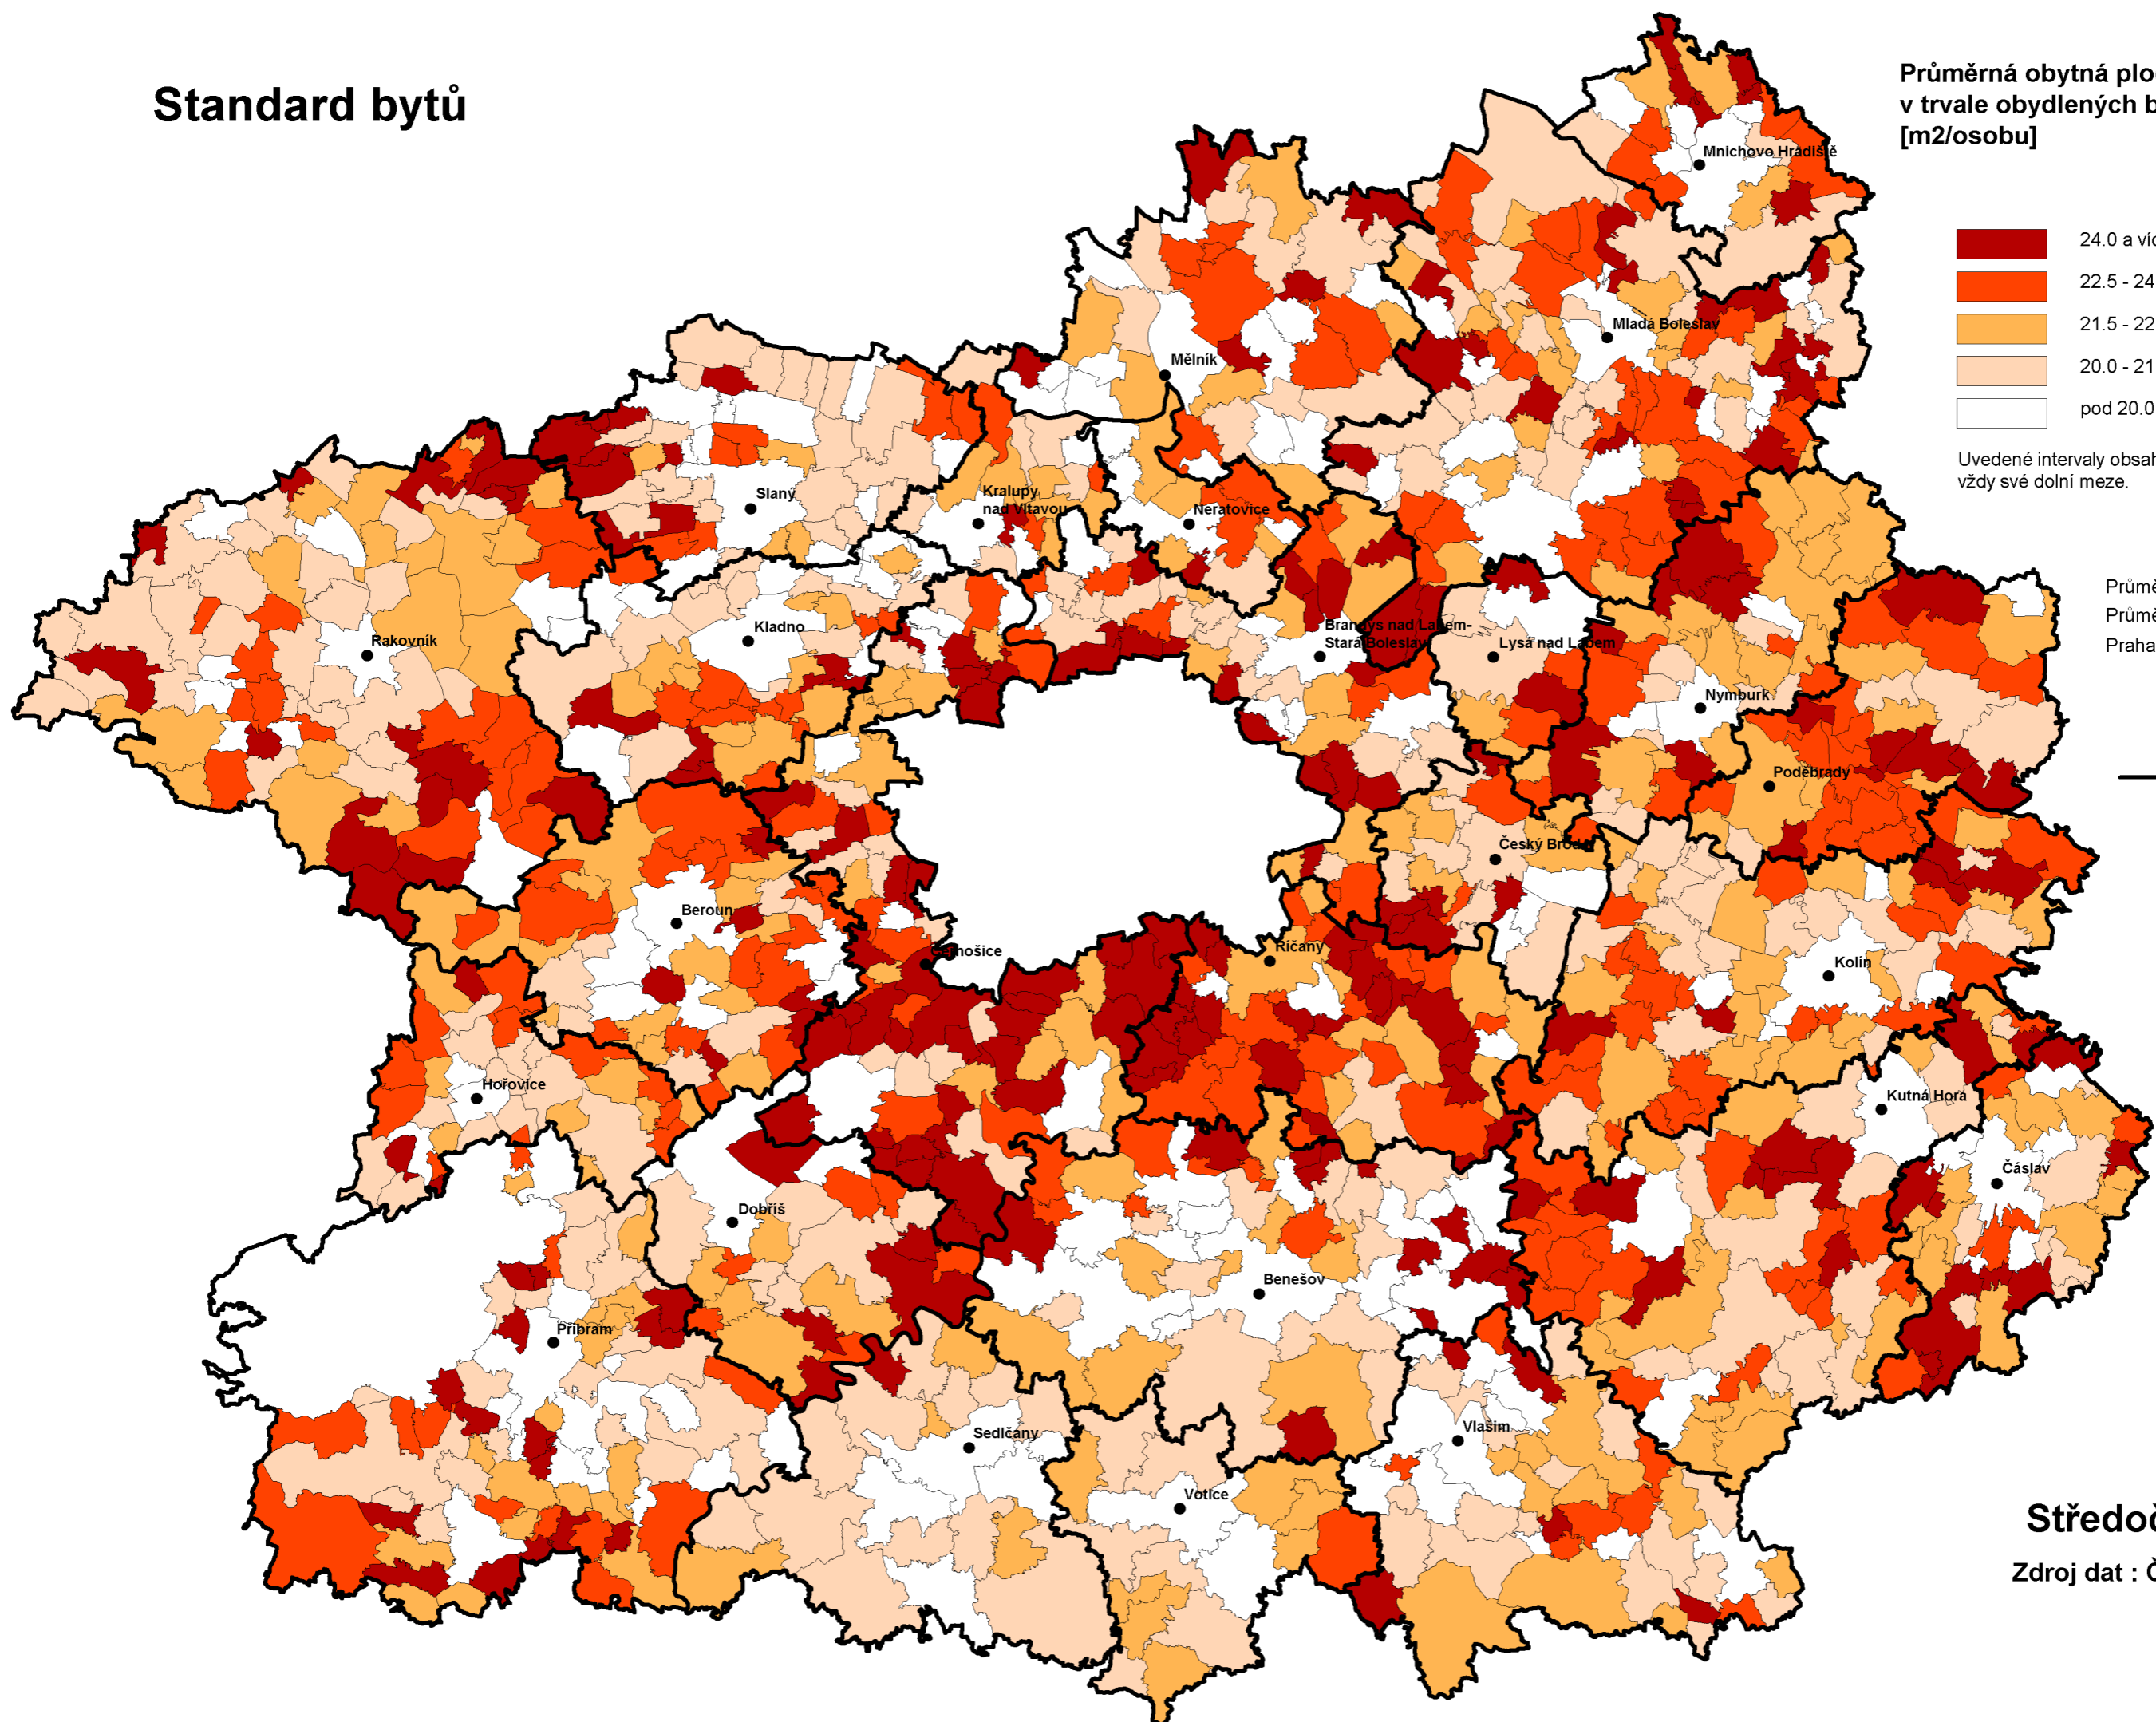 Standard bytů
Průměrná obytná plo
v trvale obydlených b
[m2/osobu]
24.0 a víc
22.5 - 24
21.5 - 22
20.0 - 21
pod 20.0
Uvedené intervaly obsah
vždy své dolní meze.
Průmě
Průmě
Praha
Mnichovo Hradiště
Mladá Boleslav
Mělník
Slaný
Kralupy
nad Vltavou
Neratovice
Rakovník
Kladno
Brandýs nad Labem-
Stará Boleslav
Lysá nad Labem
Nymburk
Poděbrady
Český Brod
Beroun
Černošice
Říčany
Kolín
Hořovice
Kutná Hora
Čáslav
Dobříš
Benešov
Příbram
Sedlčany
Vlašim
Votice
Středoč
Zdroj dat : Č